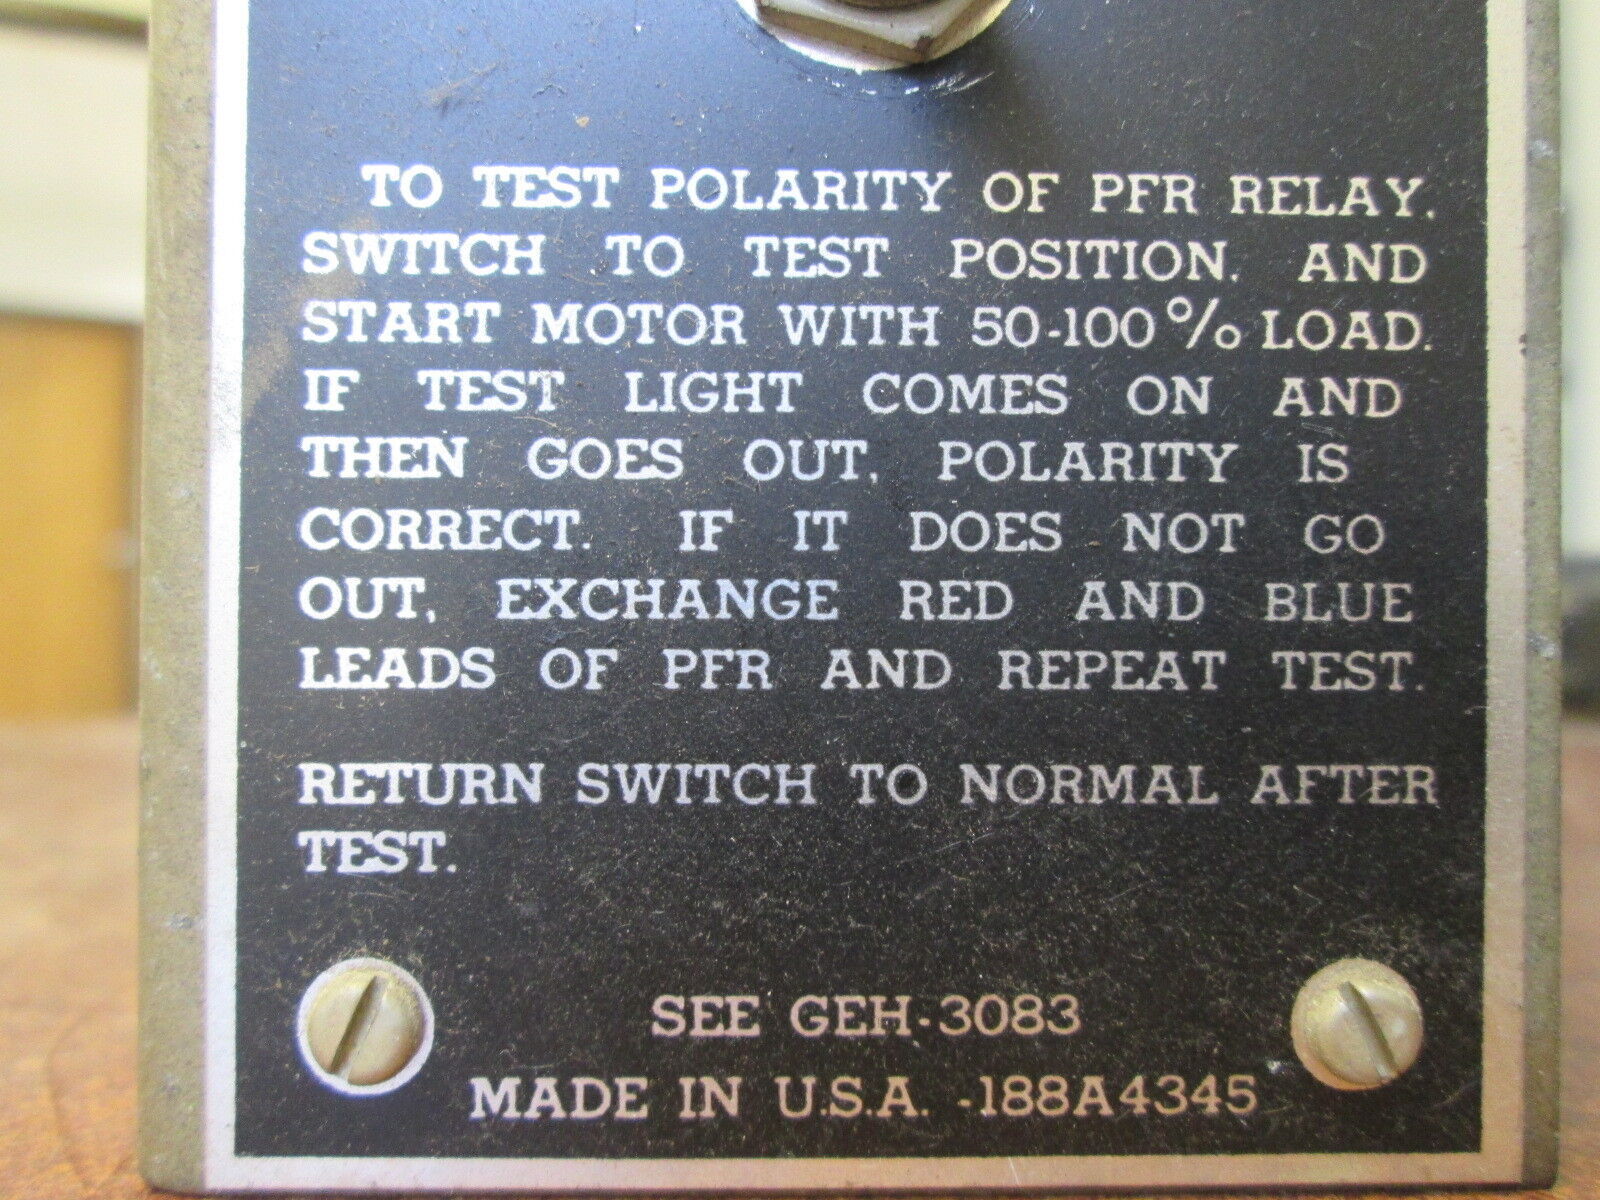 TO TEST POLARITY OF PFR RELAY.
SWITCH TO TEST POSITION, AND
START MOTOR WITH 50-100% LOAD.
IF TEST LIGHT COMES ON AND
THEN GOES OUT, POLARITY IS
CORRECT. IF IT DOES NOT GO
OUT, EXCHANGE RED AND BLUE
LEADS OF PFR AND REPEAT TEST.
RETURN SWITCH TO NORMAL AFTER
TEST.
SEE GEH-3083
MADE IN U.S.A. -188A4345